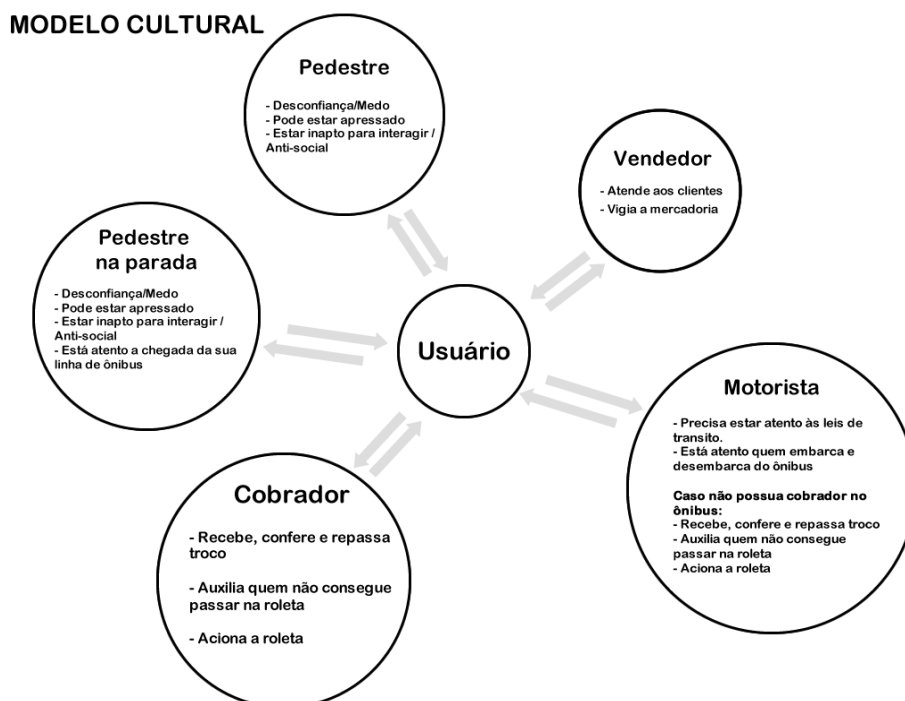 MODELO CULTURAL
Pedestre
- Desconfiança/Medo
- Pode estar apressado
- Estar inapto para interagir /
Anti-social
Vendedor
- Atende aos clientes
- Vigia a mercadoria
Pedestre
na parada
- Desconfiança/Medo
- Pode estar apressado
- Estar inapto para interagir /
Anti-social
- Está atento a chegada da sua
linha de ônibus
Usuário
Motorista
- Precisa estar atento às leis de
transito.
- Está atento quem embarca e
desembarca do ônibus
Caso não possua cobrador no
ônibus:
- Recebe, confere e repassa troco
- Auxilia quem não consegue
passar na roleta
- Aciona a roleta
Cobrador
- Recebe, confere e repassa
troco
- Auxilia quem não consegue
passar na roleta
- Aciona a roleta